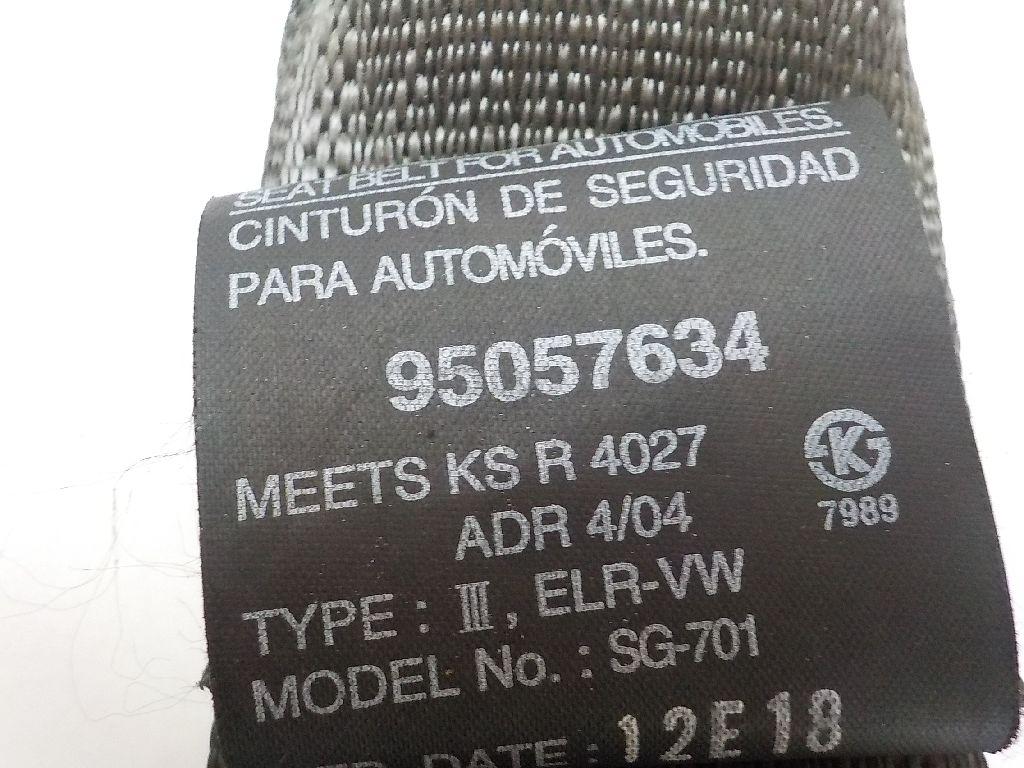 SEAT BELT FOR AUTOMOBILES.
CINTURÓN DE SEGURIDAD
PARA AUTOMÓVILES.
95057634
MEETS KS R 4027
K
ADR 4/04
7989
TYPE : Ⅲ, ELR-VW
MODEL No. : SG-701
DATE : 12E18